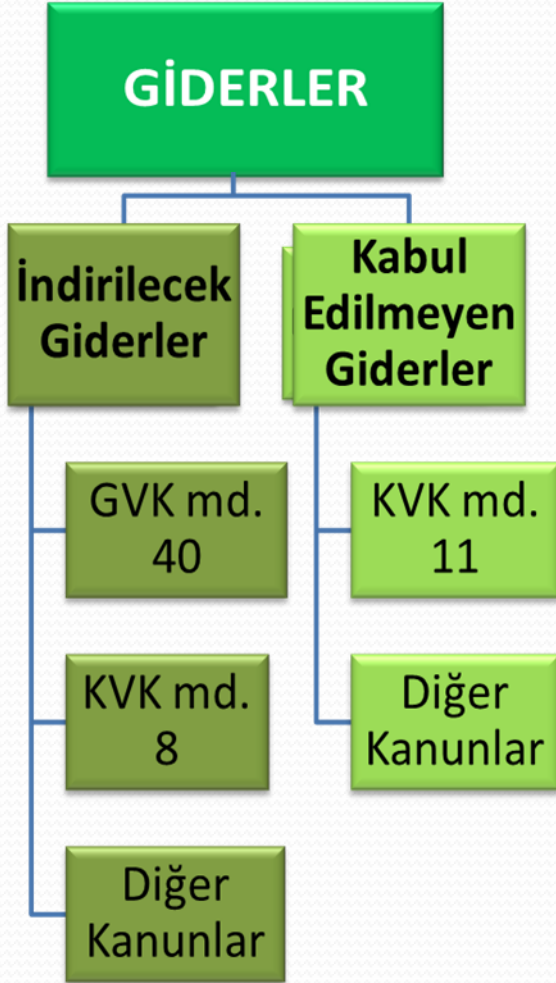 GİDERLER
İndirilecek
Giderler
Kabul
Edilmeyen
Giderler
GVK md.
40
KVK md.
8
Diğer
Kanunlar
KVK md.
11
Diğer
Kanunlar